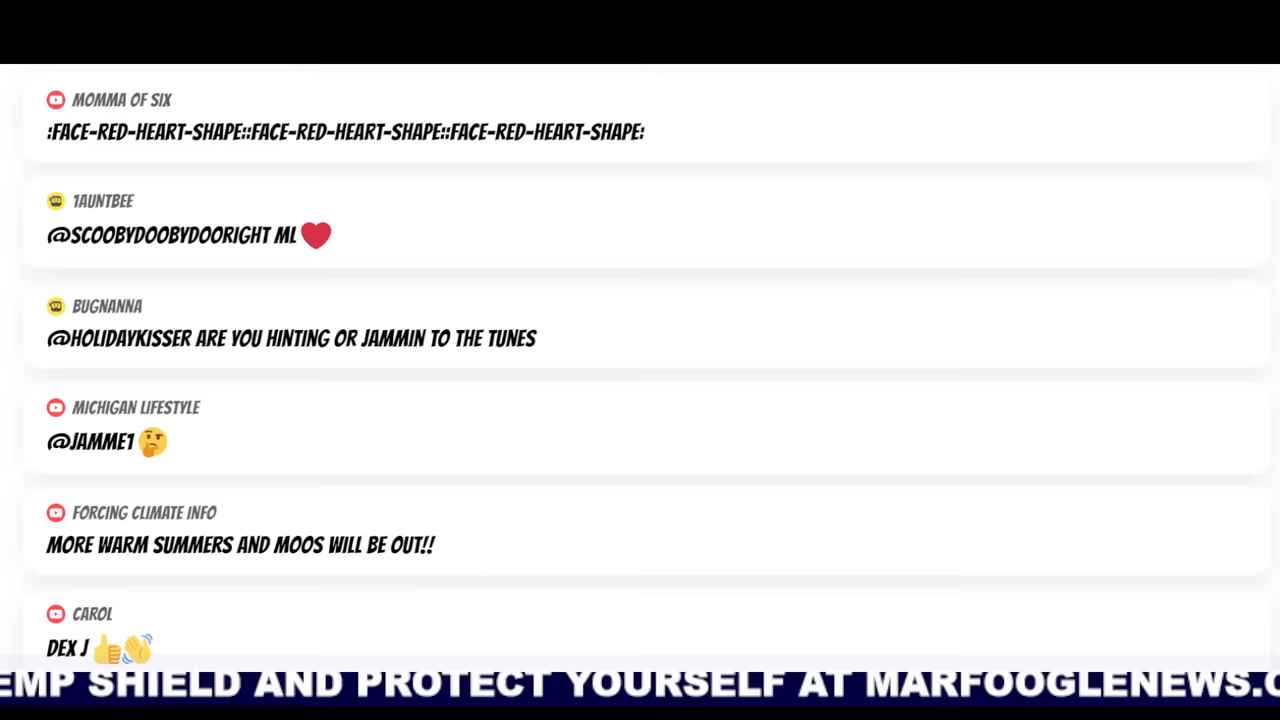 MOMMA OF SIX
:FACE-RED-HEART-SHAPE::FACE-RED-HEART-SHAPE::FACE-RED-HEART-SHAPE:
1AUNTBEE
@SCOOBYDOOBYDOORIGHT ML ❤️
BUGNANNA
@HOLIDAYKISSER ARE YOU HINTING OR JAMMIN TO THE TUNES
MICHIGAN LIFESTYLE
@JAMME1 🤔
FORCING CLIMATE INFO
MORE WARM SUMMERS AND MOOS WILL BE OUT!!
CAROL
DEX J 👍👋
EMP SHIELD AND PROTECT YOURSELF AT MARFOOGLENEWS.C